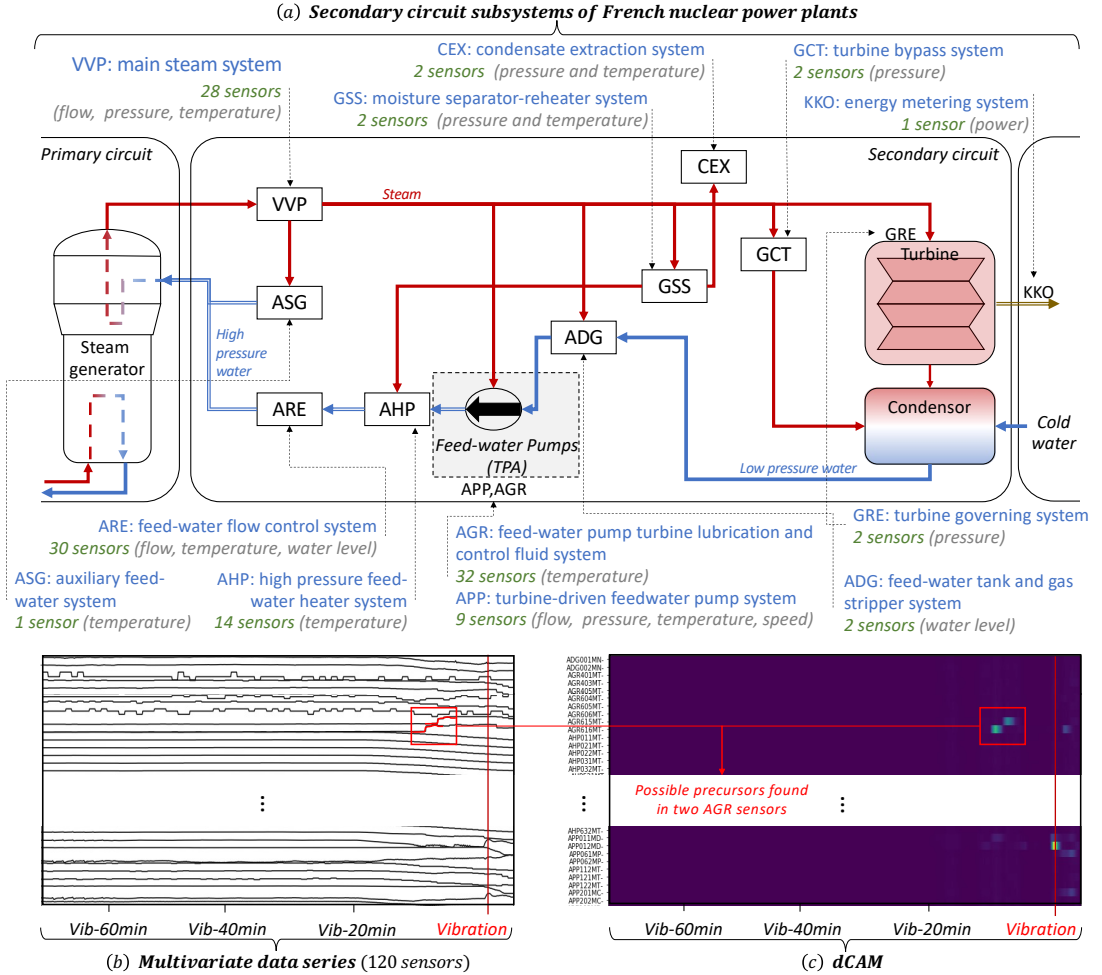 (a) Secondary circuit subsystems of French nuclear power plants
VVP: main steam system
28 sensors
(flow, pressure, temperature)
CEX: condensate extraction system
2 sensors (pressure and temperature)
GSS: moisture separator-reheater system
2 sensors (pressure and temperature)
GCT: turbine bypass system
2 sensors (pressure)
KKO: energy metering system
1 sensor (power)
Primary circuit
Secondary circuit
CEX
VVP
Steam
GRE
GCT
Turbine
GSS
KKO
ASG
High
pressure
water
ADG
Steam
generator
ARE
AHP
Condensor
Cold
water
Feed-water Pumps
(TPA)
Low pressure water
APP,AGR
ARE: feed-water flow control system
30 sensors (flow, temperature, water level)
AGR: feed-water pump turbine lubrication and
control fluid system
32 sensors (temperature)
GRE: turbine governing system
2 sensors (pressure)
ASG: auxiliary feed-
water system
1 sensor (temperature)
AHP: high pressure feed-
water heater system
14 sensors (temperature)
APP: turbine-driven feedwater pump system
9 sensors (flow, pressure, temperature, speed)
ADG: feed-water tank and gas
stripper system
2 sensors (water level)
ADG001MN-
ADG002MN-
AGR401MT-
AGR403MT-
AGR405MT-
AGR604MT-
AGR605MT-
AGR606MT-
AGR615MT-
AGR616MT-
AHP011MT-
AHP021MT-
AHP022MT-
AHP031MT-
AHP032MT-
Possible precursors found
in two AGR sensors
⋮
⋮
⋮
AHP632MT-
APP011MD-
APP012MD-
APP061MP-
APP062MP-
APP112MT-
APP121MT-
APP122MT-
APP201MC-
APP202MC-
Vib-60min
Vib-40min
Vib-20min
Vibration
Vib-60min
Vib-40min
Vib-20min
Vibration
(b) Multivariate data series (120 sensors)
(c) dCAM